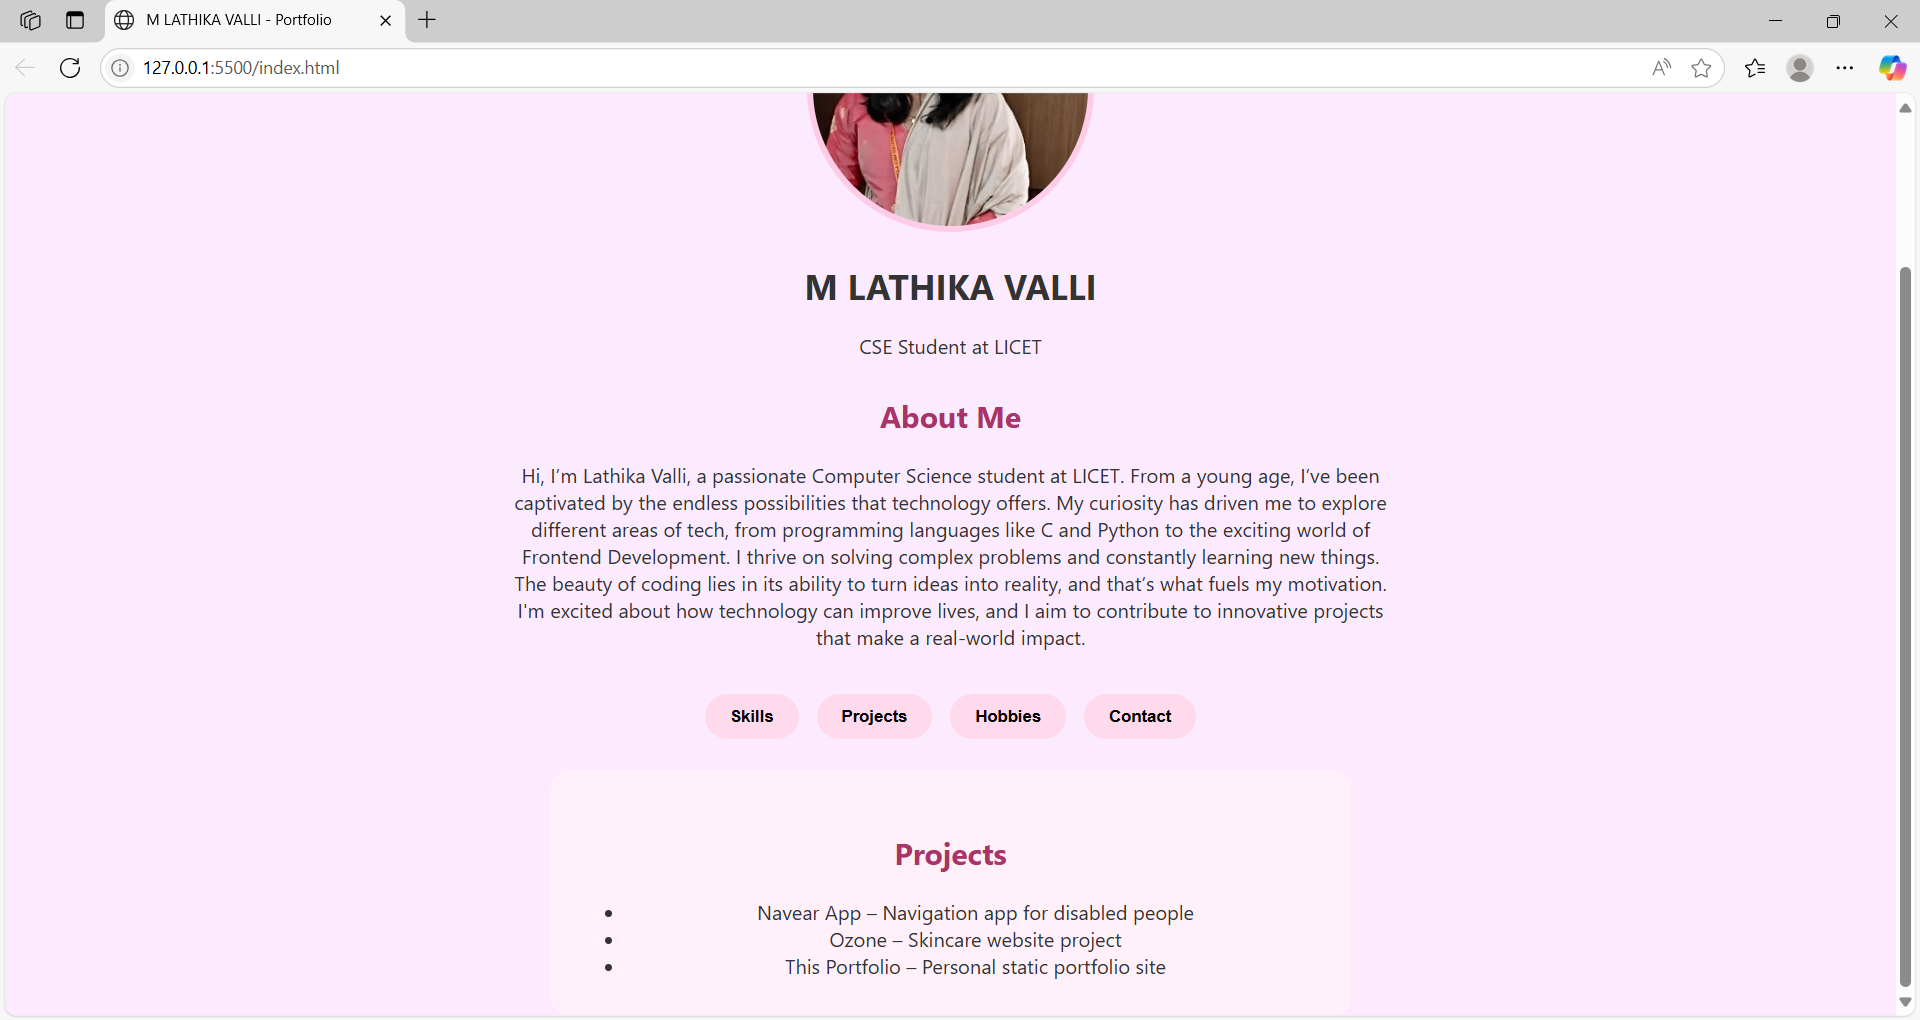 M LATHIKA VALLI - Portfolio
127.0.0.1:5500/index.html
M LATHIKA VALLI
CSE Student at LICET
About Me
Hi, I’m Lathika Valli, a passionate Computer Science student at LICET. From a young age, I’ve been
captivated by the endless possibilities that technology offers. My curiosity has driven me to explore
different areas of tech, from programming languages like C and Python to the exciting world of
Frontend Development. I thrive on solving complex problems and constantly learning new things.
The beauty of coding lies in its ability to turn ideas into reality, and that’s what fuels my motivation.
I'm excited about how technology can improve lives, and I aim to contribute to innovative projects
that make a real-world impact.
Skills Projects Hobbies Contact
Projects
• Navear App – Navigation app for disabled people
• Ozone – Skincare website project
• This Portfolio – Personal static portfolio site